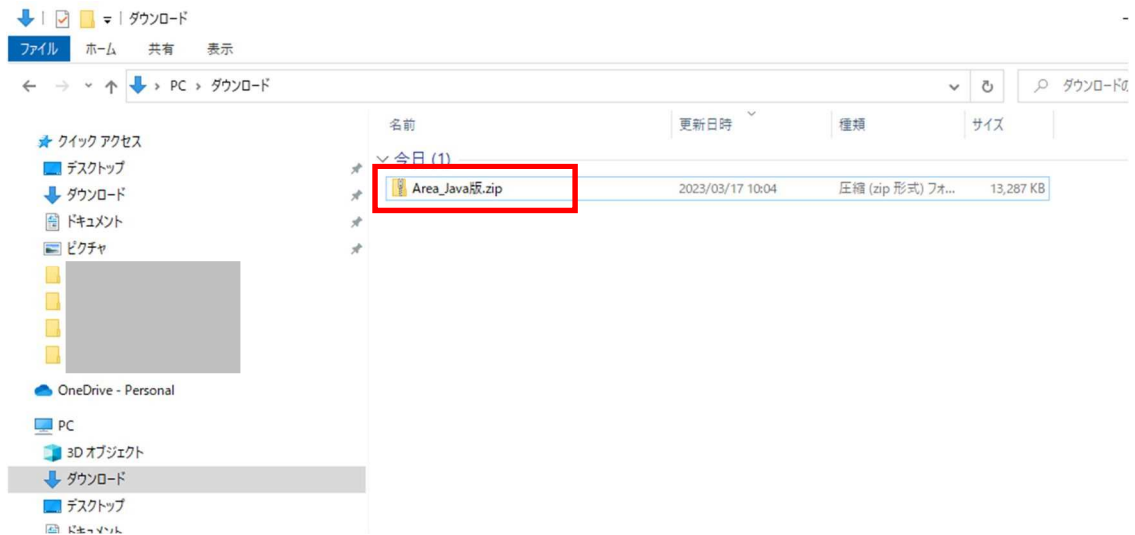 ダウンロード
ファイル ホーム 共有 表示
PC › ダウンロード ダウンロードの
名前 更新日時 種類 サイズ
クイック アクセス
今日 (1)
デスクトップ
Area_Java版.zip 2023/03/17 10:04 圧縮 (zip 形式) フォ... 13,287 KB
ダウンロード
ドキュメント
ピクチャ
OneDrive - Personal
PC
3D オブジェクト
ダウンロード
デスクトップ
ドキュメント